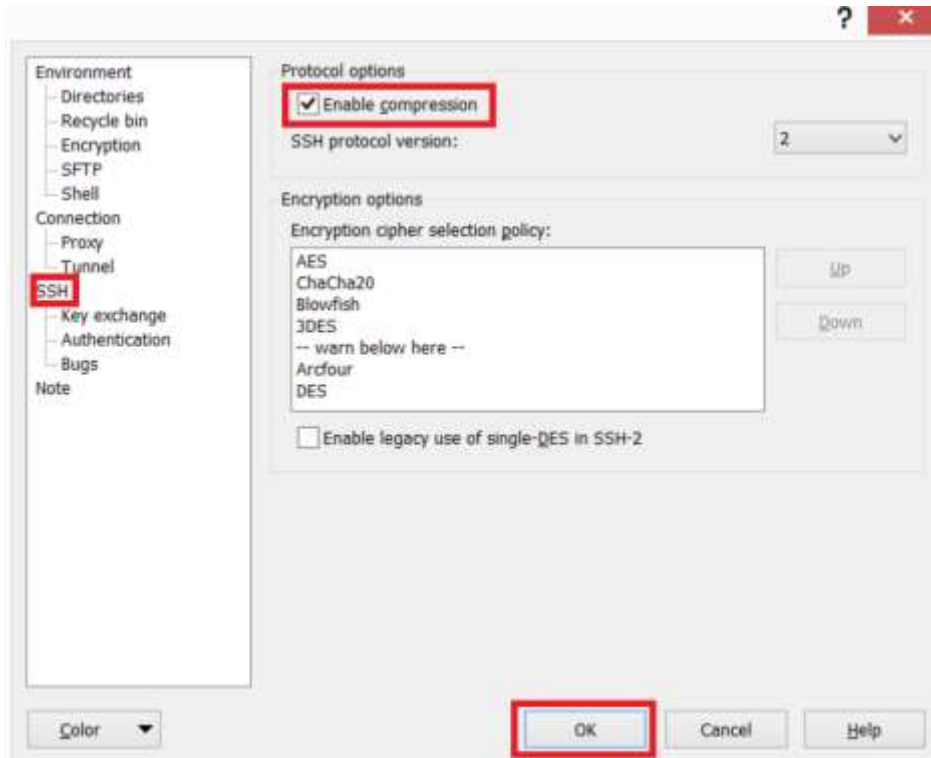 ?
Environment
Directories
Recycle bin
Encryption
SFTP
Shell
Connection
Proxy
Tunnel
SSH
Key exchange
Authentication
Bugs
Note
Protocol options
Enable compression
SSH protocol version:
2
Encryption options
Encryption cipher selection policy:
AES
ChaCha20
Blowfish
3DES
-- warn below here --
Arcfour
DES
Up
Down
Enable legacy use of single-DES in SSH-2
Color
OK
Cancel
Help